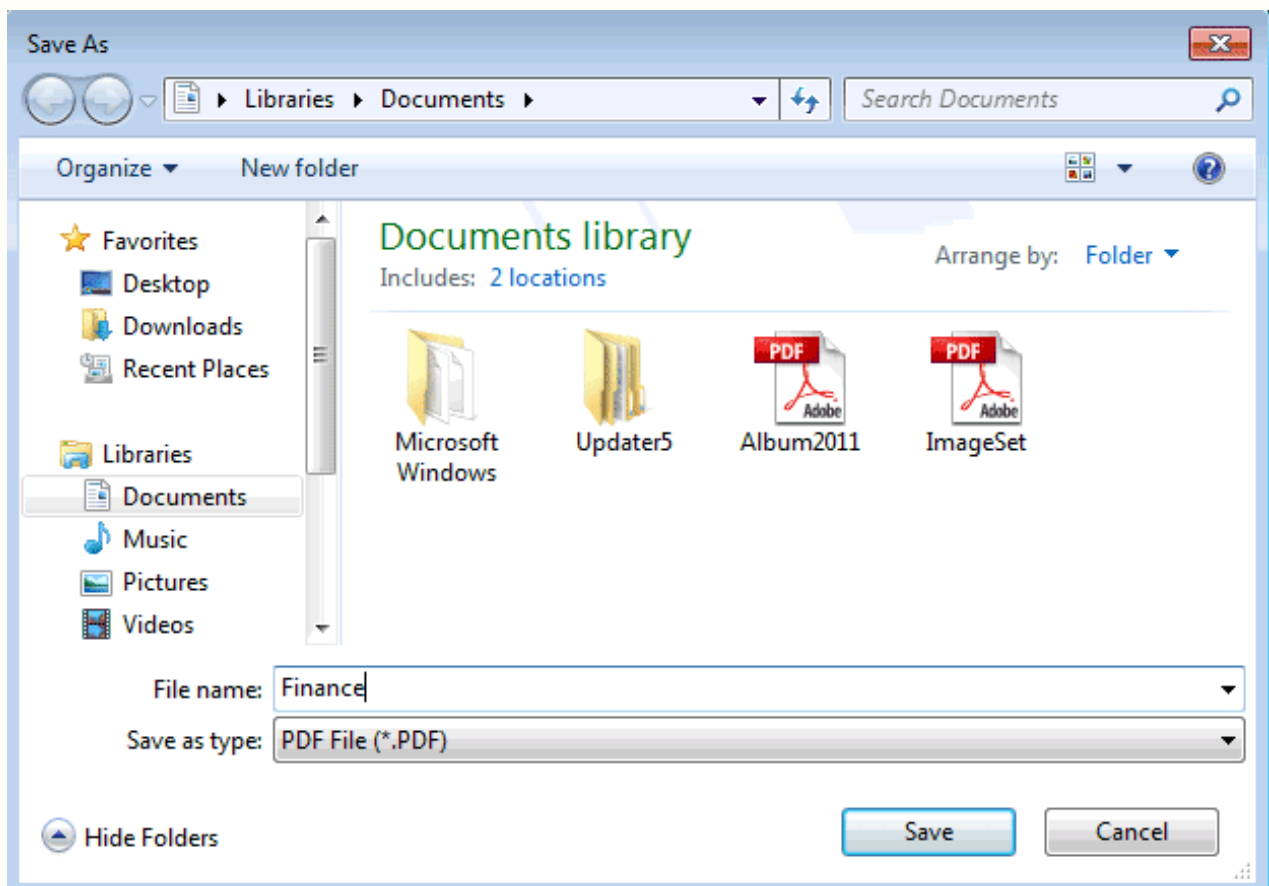 Save As
Libraries Documents
Search Documents
Organize New folder
Favorites
Desktop
Downloads
Recent Places
Libraries
Documents
Music
Pictures
Videos
Documents library
Includes: 2 locations
Arrange by: Folder
PDF Adobe
PDF Adobe
Microsoft Windows
Updater5
Album2011
ImageSet
File name: Finance
Save as type: PDF File (*.PDF)
Hide Folders
Save
Cancel